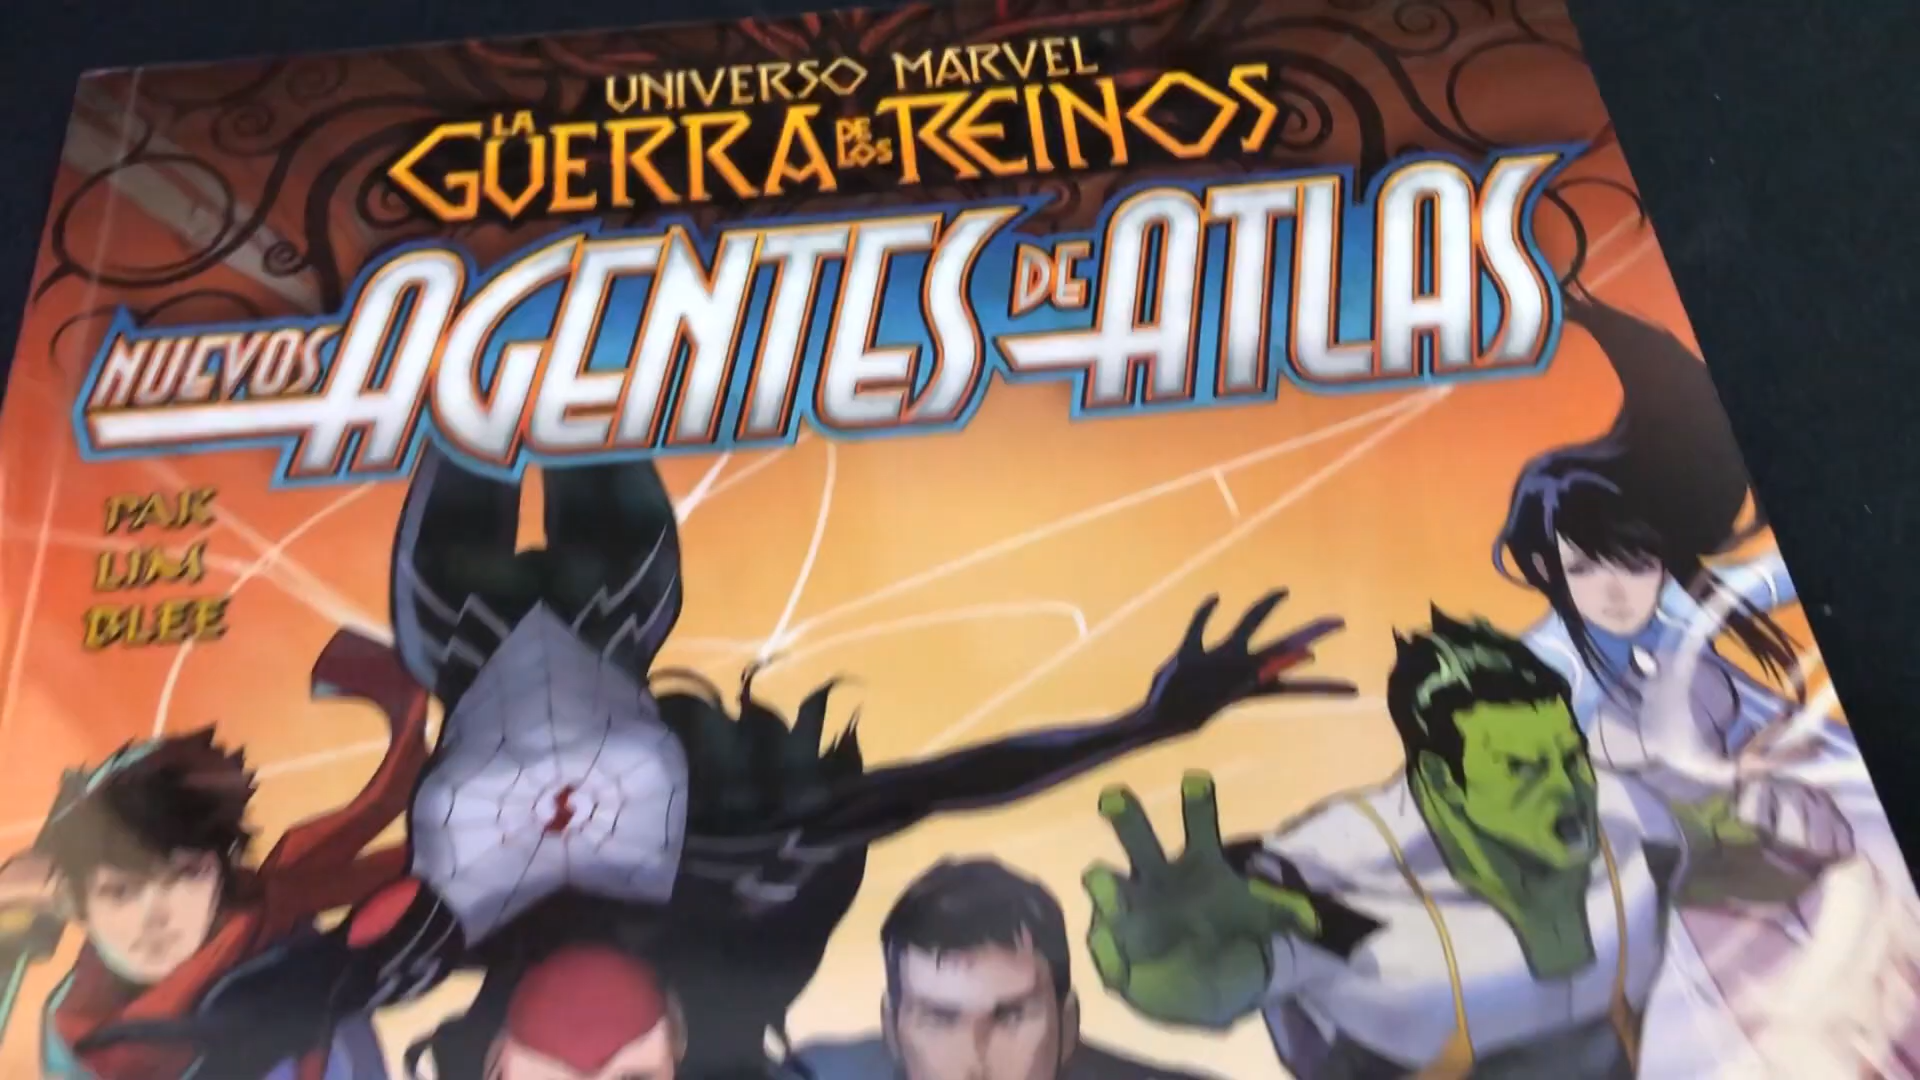 UNIVERSO MARVEL
LA GUERRA DE LOS REINOS
NUEVOS AGENTES DE ATLAS
PAK
LIM
BLEE